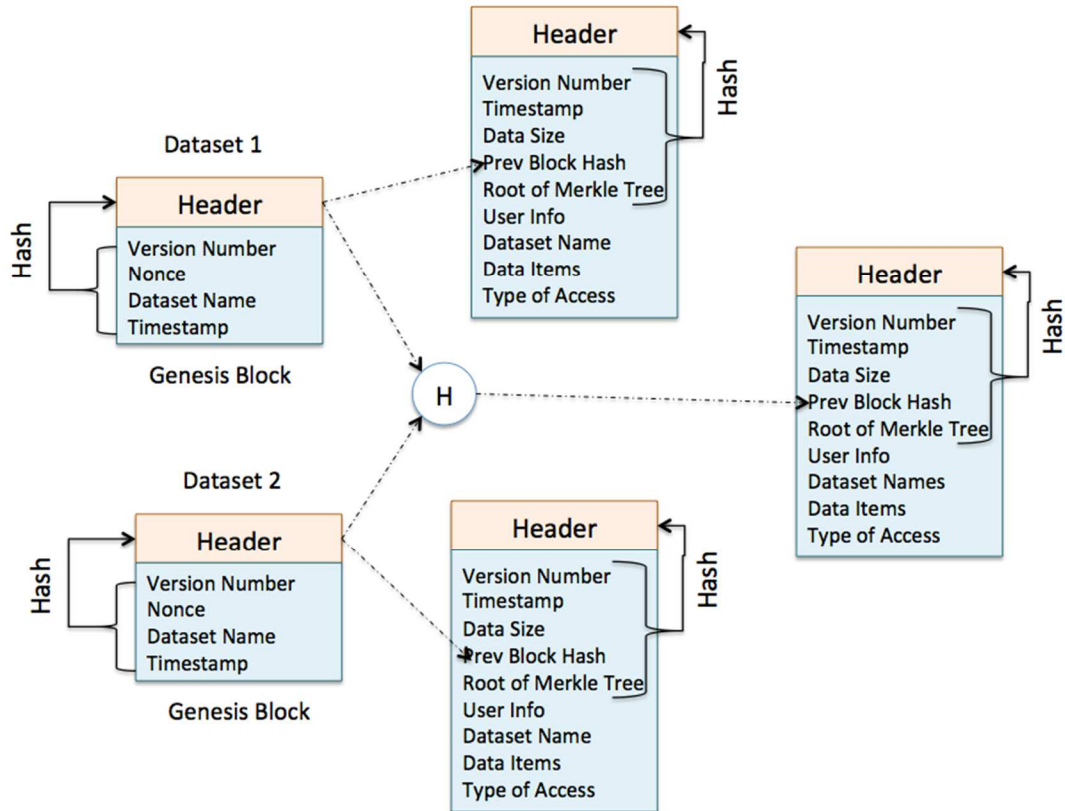 Header
Version Number
Timestamp
Data Size
Prev Block Hash
Root of Merkle Tree
User Info
Dataset Name
Data Items
Type of Access
Hash
Dataset 1
Header
Version Number
Nonce
Dataset Name
Timestamp
Hash
Genesis Block
H
Header
Version Number
Timestamp
Data Size
Prev Block Hash
Root of Merkle Tree
User Info
Dataset Names
Data Items
Type of Access
Hash
Dataset 2
Header
Version Number
Nonce
Dataset Name
Timestamp
Hash
Genesis Block
Header
Version Number
Timestamp
Data Size
Prev Block Hash
Root of Merkle Tree
User Info
Dataset Name
Data Items
Type of Access
Hash